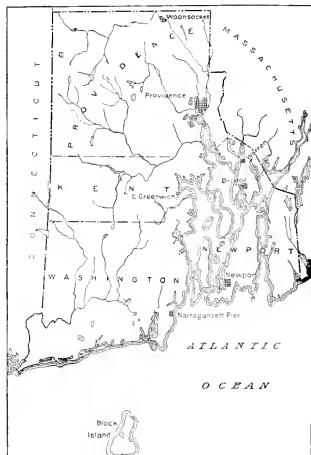 Woonsocket
MASSACHUSETTS
PROVIDENCE
Providence
CONNECTICUT
Warren
Bristol
KENT
E Greenwich
NEWPORT
WASHINGTON
Newport
Narragansett Pier
ATLANTIC
OCEAN
Block
Island